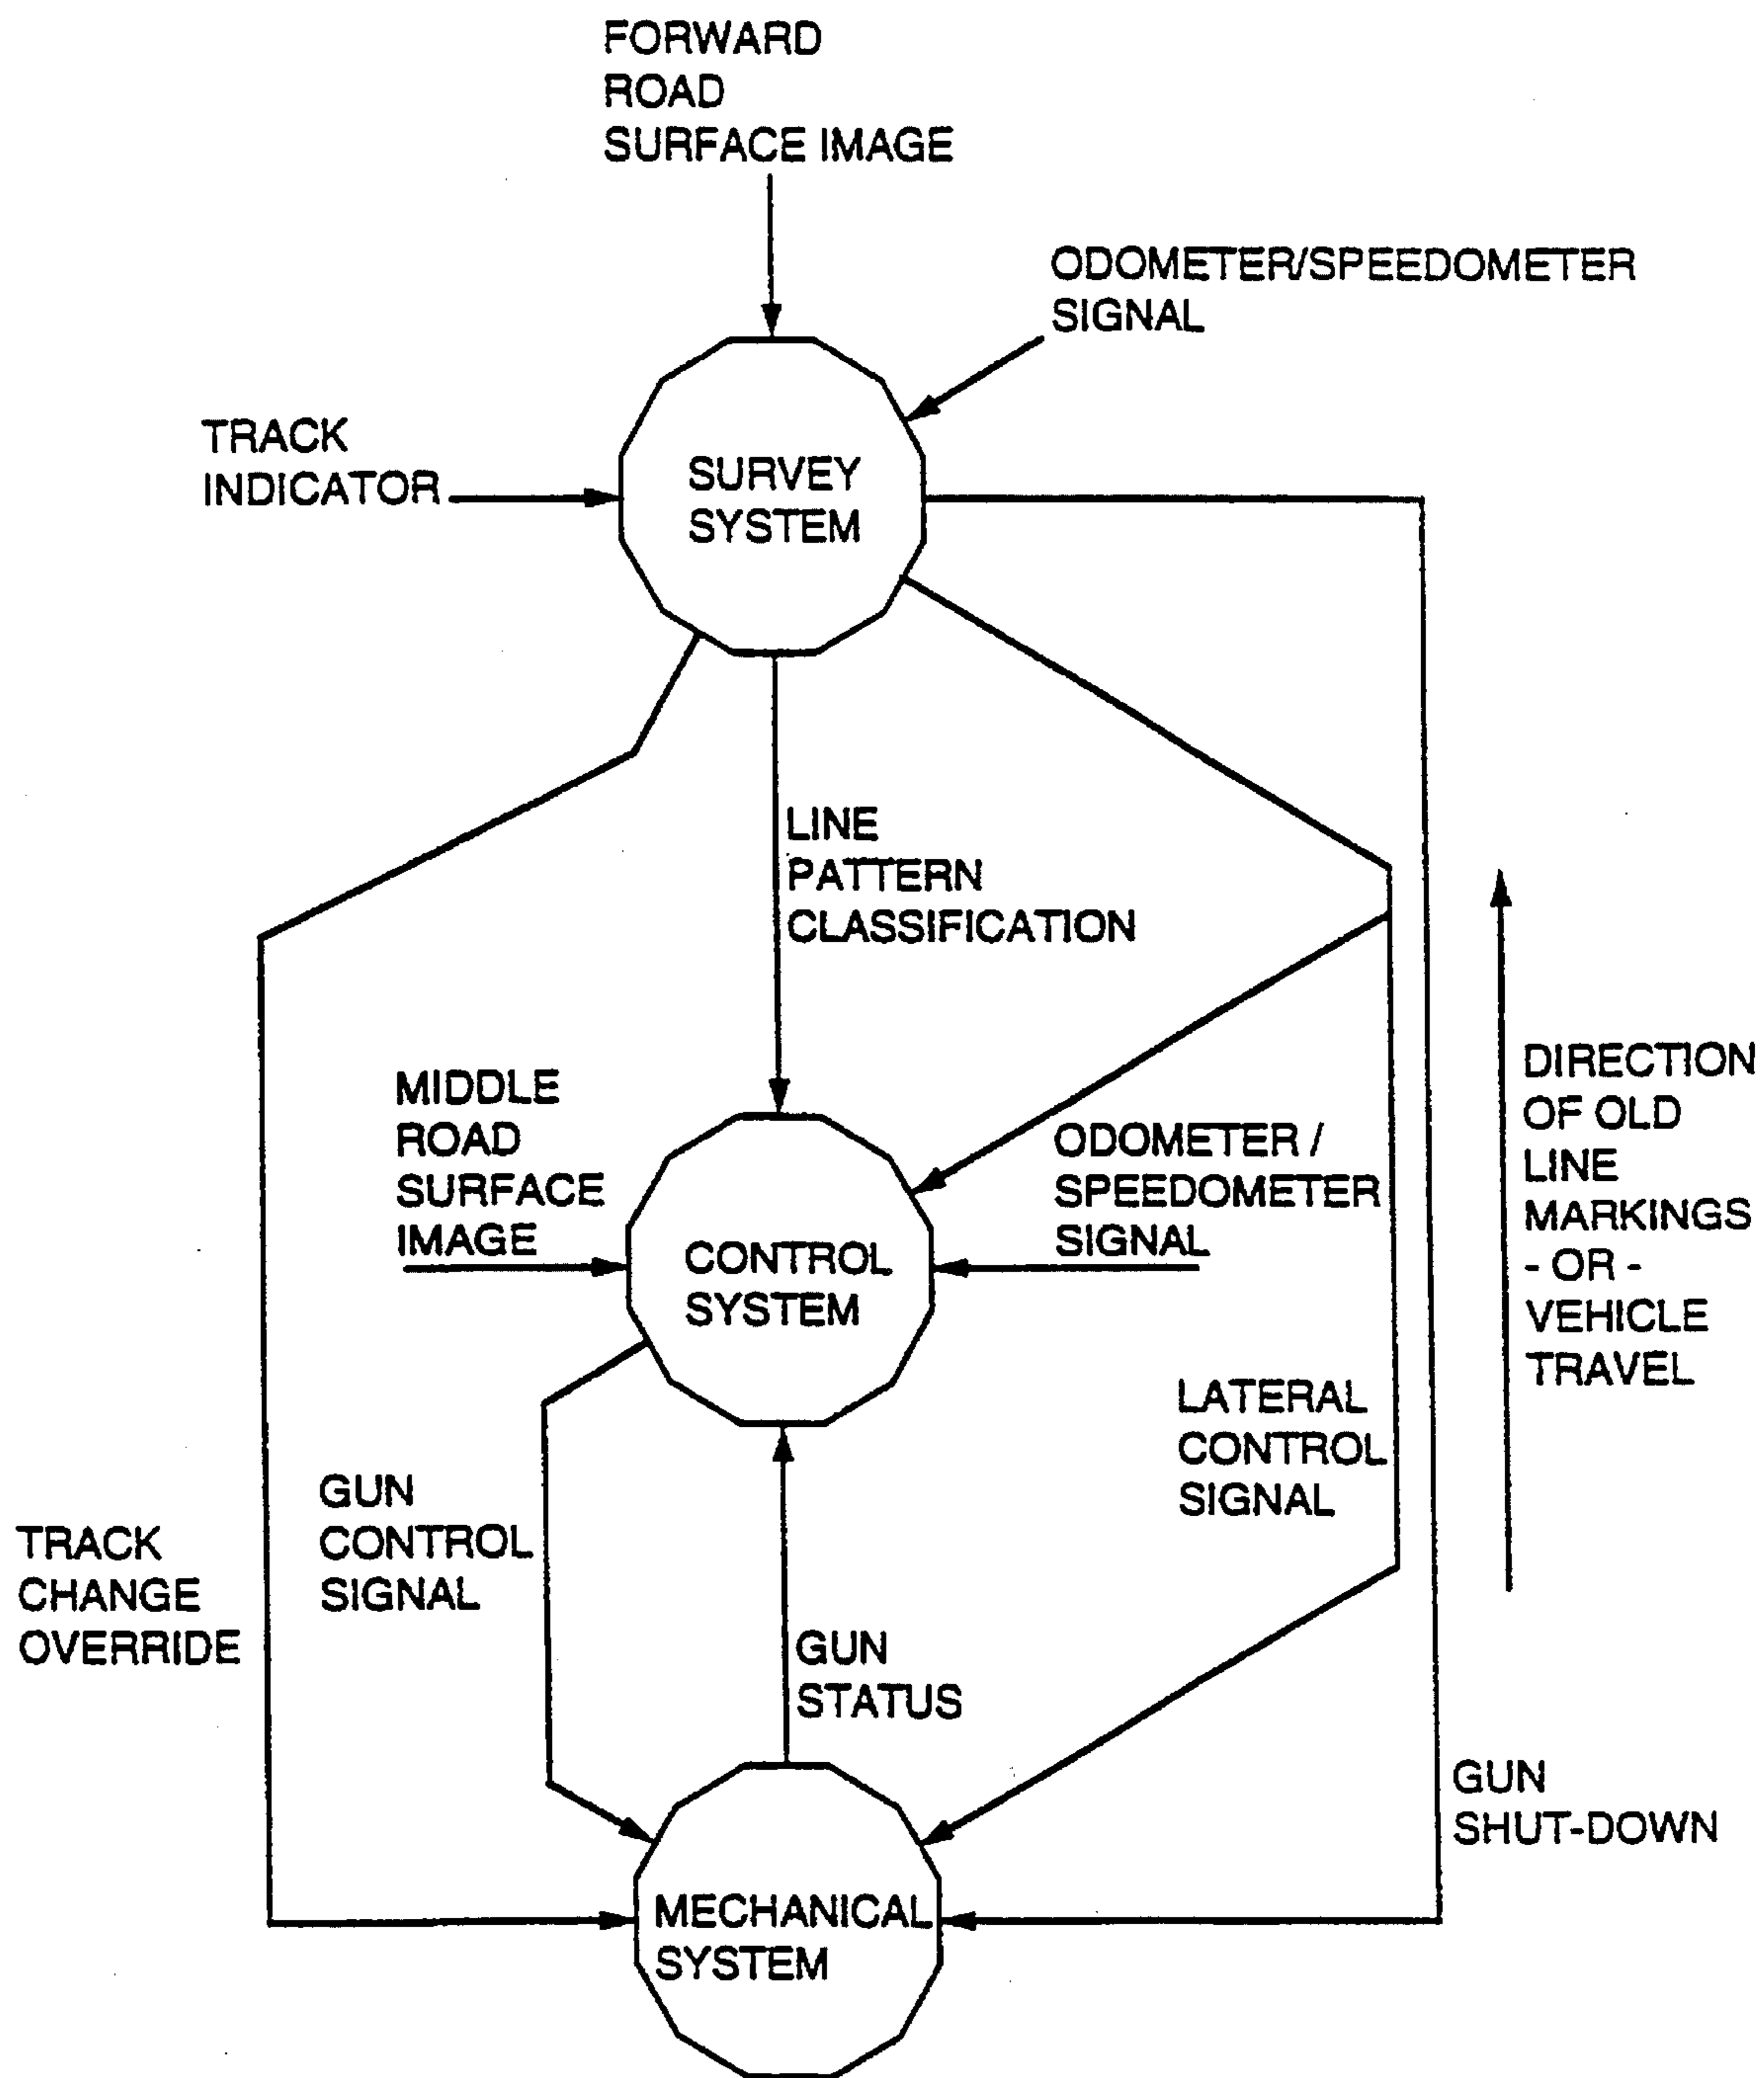 FORWARD
ROAD
SURFACE IMAGE
ODOMETER/SPEEDOMETER
SIGNAL
TRACK
INDICATOR
SURVEY
SYSTEM
LINE
PATTERN
CLASSIFICATION
MIDDLE
ROAD
SURFACE
IMAGE
ODOMETER /
SPEEDOMETER
SIGNAL
DIRECTION
OF OLD
LINE
MARKINGS
- OR -
VEHICLE
TRAVEL
CONTROL
SYSTEM
LATERAL
CONTROL
SIGNAL
GUN
CONTROL
SIGNAL
TRACK
CHANGE
OVERRIDE
GUN
STATUS
GUN
SHUT-DOWN
MECHANICAL
SYSTEM